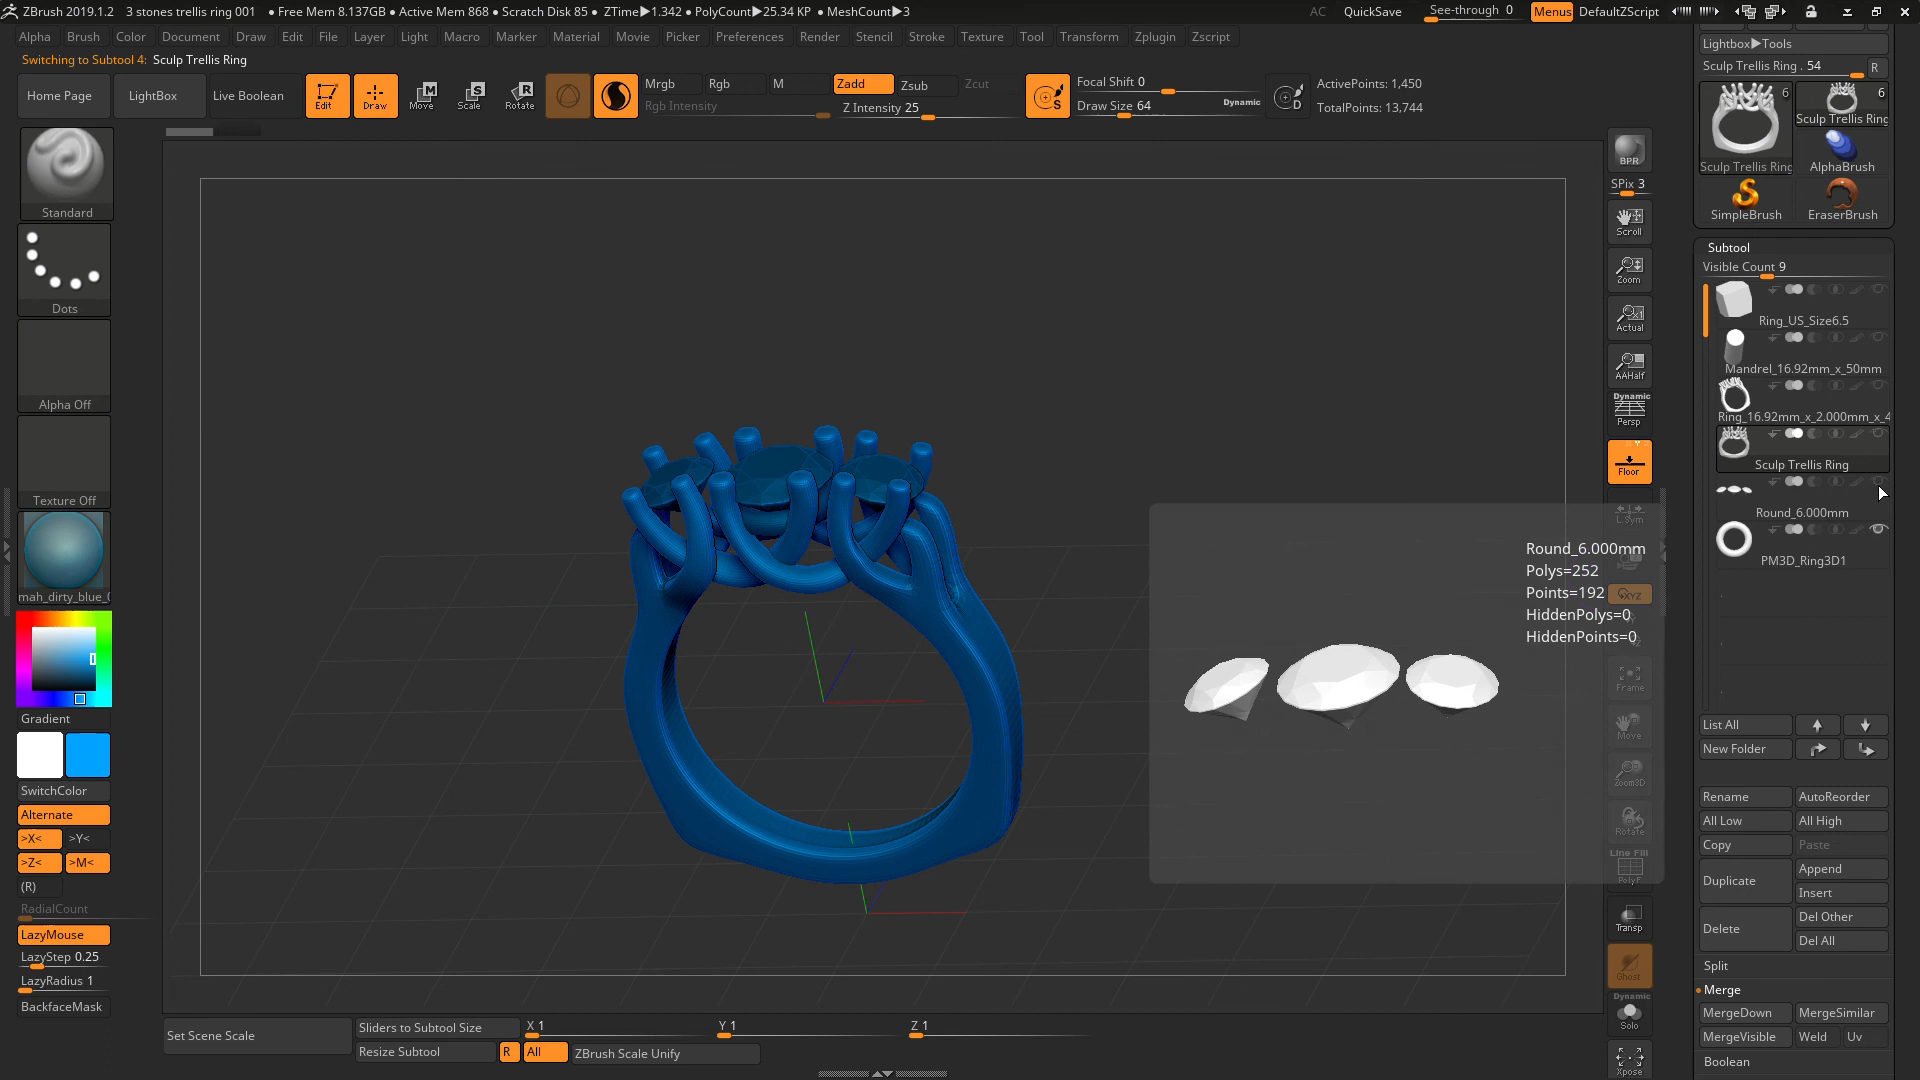 ZBrush 2019.1.2 3 stones trellis ring 001 ● Free Mem 8.137GB ● Active Mem 868 ● Scratch Disk 85 ● ZTime▶1.342 ● PolyCount▶25.34 KP ● MeshCount▶3 AC QuickSave See-through 0 Menus DefaultZScript
Alpha Brush Color Document Draw Edit File Layer Light Macro Marker Material Movie Picker Preferences Render Stencil Stroke Texture Tool Transform Zplugin Zscript
Switching to Subtool 4: Sculp Trellis Ring
Home Page LightBox Live Boolean Edit Draw Move Scale Rotate
Mrgb Rgb M Zadd Zsub Zcut
Rgb Intensity Z Intensity 25
Focal Shift 0
Draw Size 64 Dynamic
ActivePoints: 1,450
TotalPoints: 13,744
Standard
Dots
Alpha Off
Texture Off
mah_dirty_blue_0
Gradient
SwitchColor
Alternate
>X< >Y<
>Z< >M<
(R)
RadialCount
LazyMouse
LazyStep 0.25
LazyRadius 1
BackfaceMask
Round_6.000mm
Polys=252
Points=192
HiddenPolys=0
HiddenPoints=0
BPR
SPix 3
Scroll
Zoom
Actual
AAHalf
Dynamic
Persp
Floor
L.Sym
XYZ
Frame
Move
Zoom3D
Rotate
Line Fill
PolyF
Transp
Ghost
Dynamic
Solo
Xpose
Lightbox▶Tools
Sculp Trellis Ring . 54 R
6 6
Sculp Trellis Ring
Sculp Trellis Ring AlphaBrush
SimpleBrush EraserBrush
Subtool
Visible Count 9
Ring_US_Size6.5
Mandrel_16.92mm_x_50mm
Ring_16.92mm_x_2.000mm_x_4
Sculp Trellis Ring
Round_6.000mm
PM3D_Ring3D1
List All
New Folder
Rename AutoReorder
All Low All High
Copy Paste
Duplicate Append
Insert
Delete Del Other
Del All
Split
Merge
MergeDown MergeSimilar
MergeVisible Weld Uv
Boolean
Set Scene Scale Sliders to Subtool Size X 1 Y 1 Z 1
Resize Subtool R All ZBrush Scale Unify